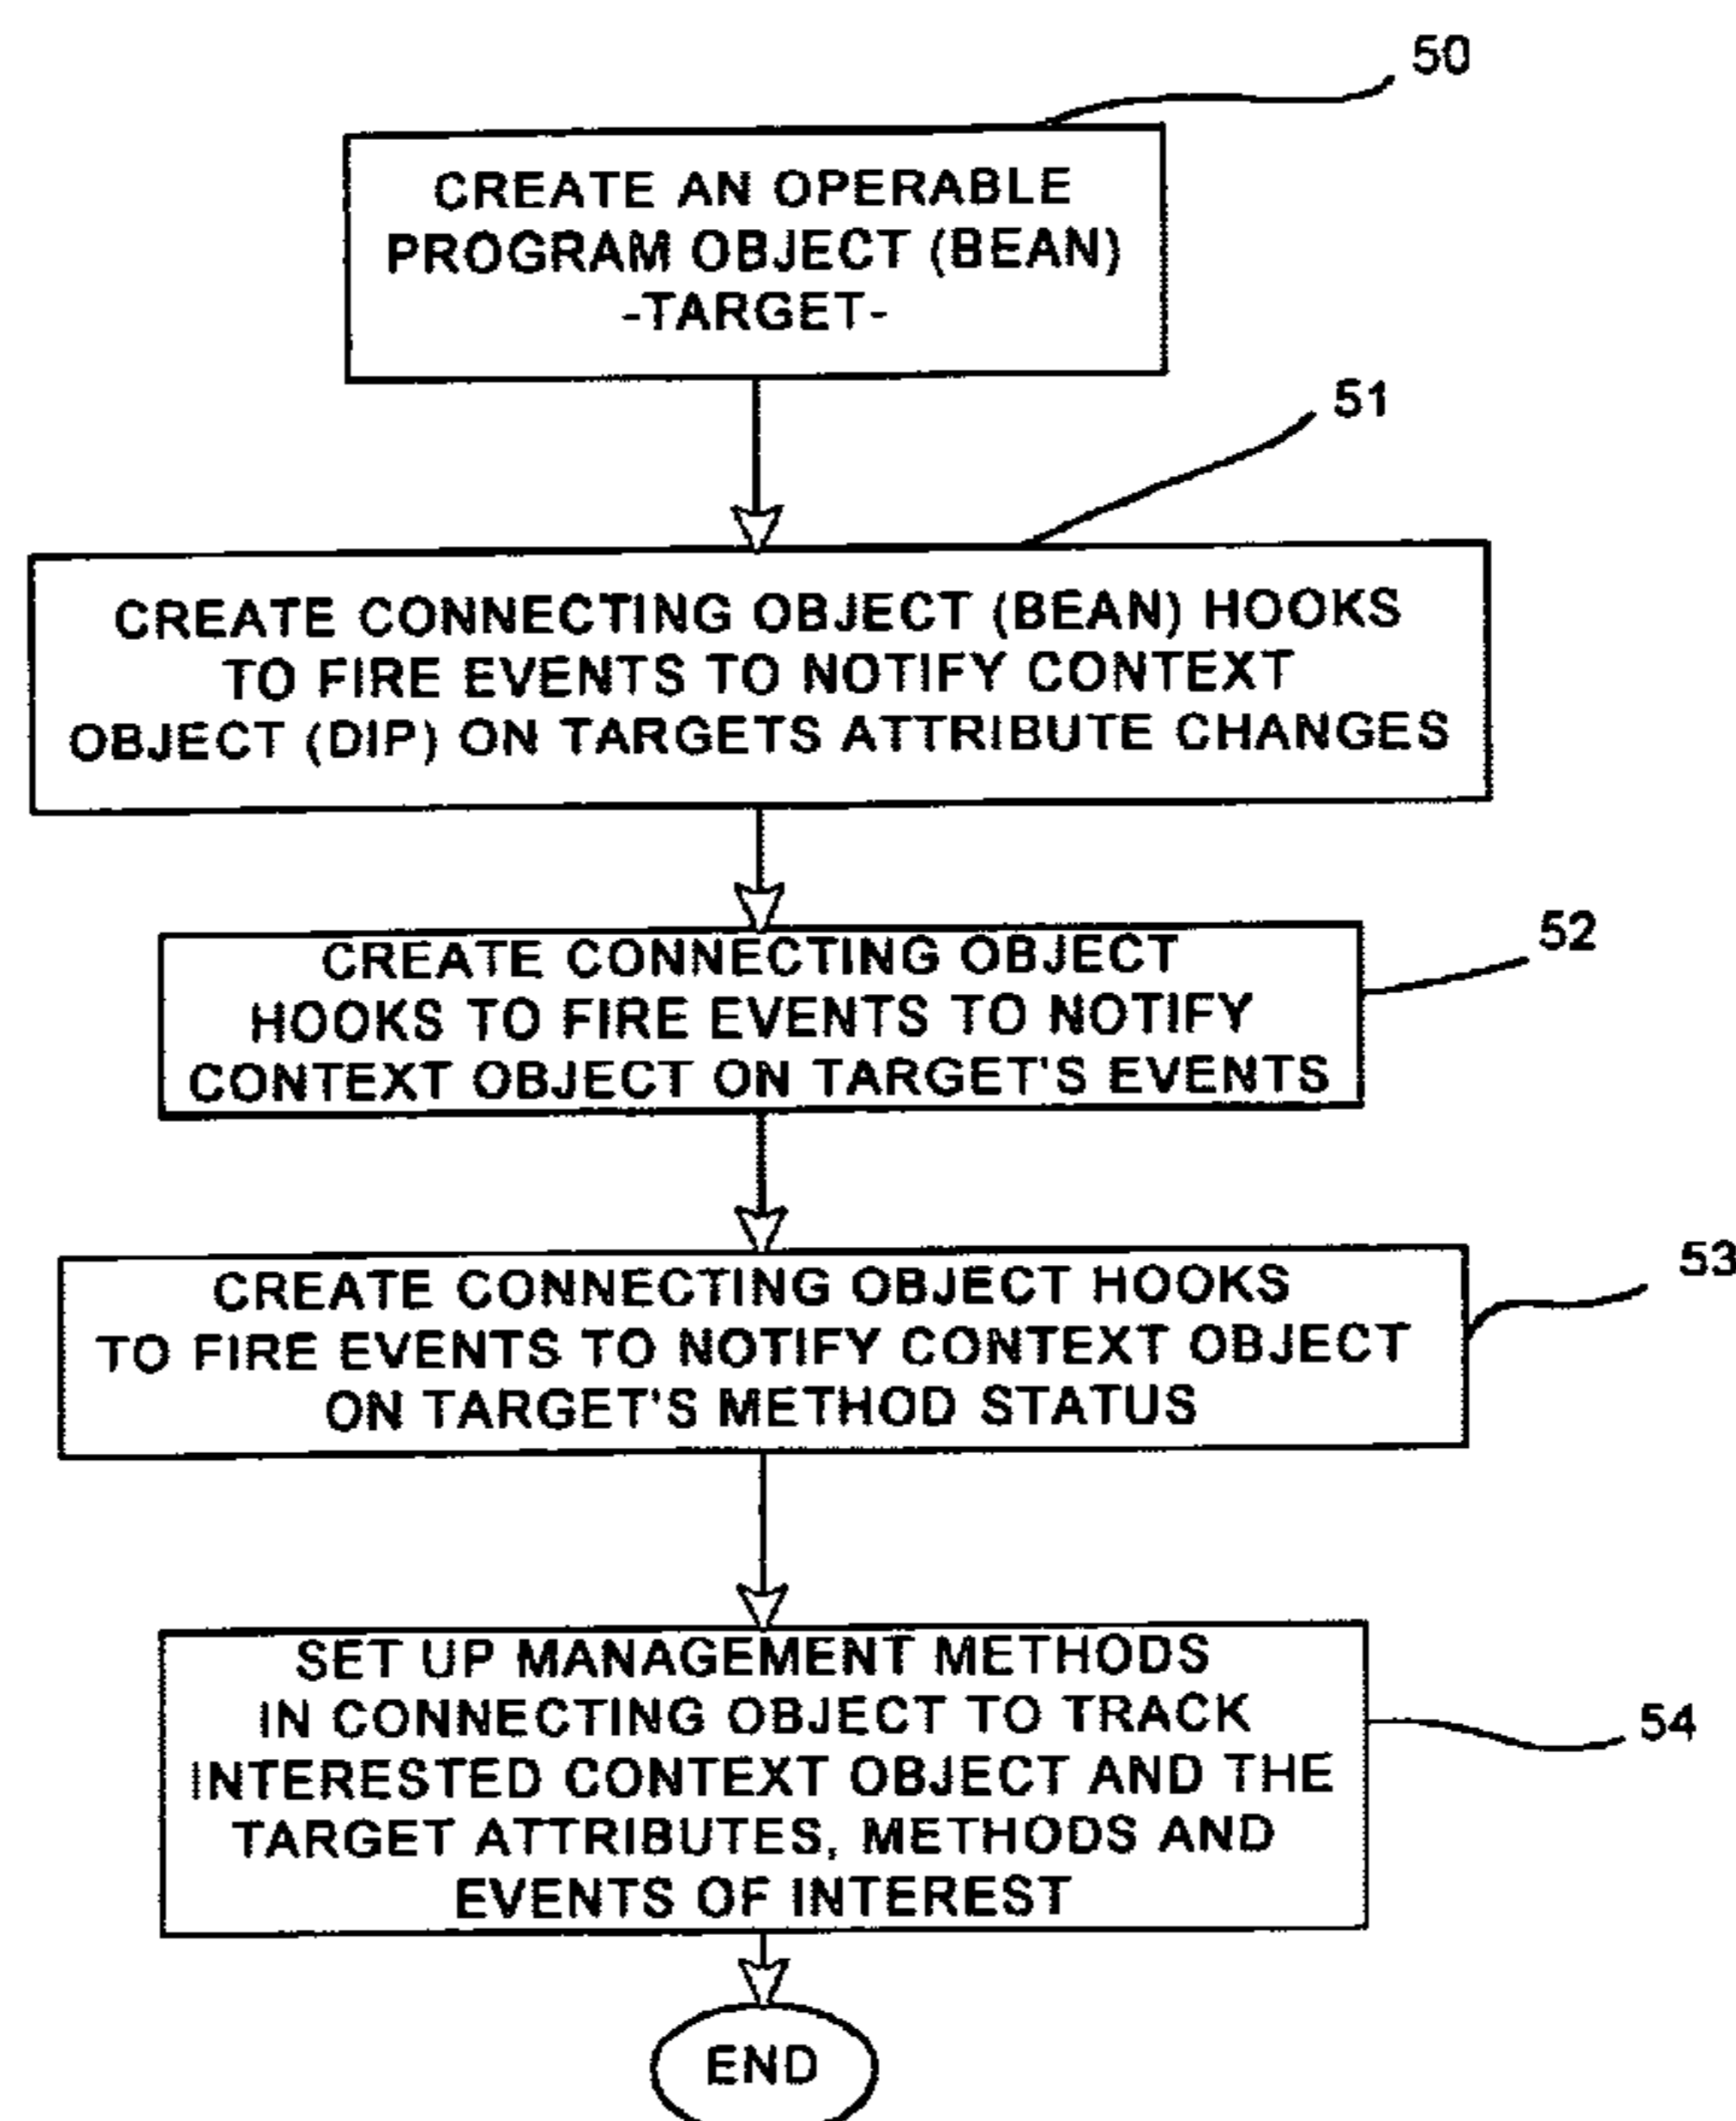 50
CREATE AN OPERABLE
PROGRAM OBJECT (BEAN)
-TARGET-
51
CREATE CONNECTING OBJECT (BEAN) HOOKS
TO FIRE EVENTS TO NOTIFY CONTEXT
OBJECT (DIP) ON TARGETS ATTRIBUTE CHANGES
52
CREATE CONNECTING OBJECT
HOOKS TO FIRE EVENTS TO NOTIFY
CONTEXT OBJECT ON TARGET'S EVENTS
53
CREATE CONNECTING OBJECT HOOKS
TO FIRE EVENTS TO NOTIFY CONTEXT OBJECT
ON TARGET'S METHOD STATUS
54
SET UP MANAGEMENT METHODS
IN CONNECTING OBJECT TO TRACK
INTERESTED CONTEXT OBJECT AND THE
TARGET ATTRIBUTES, METHODS AND
EVENTS OF INTEREST
END